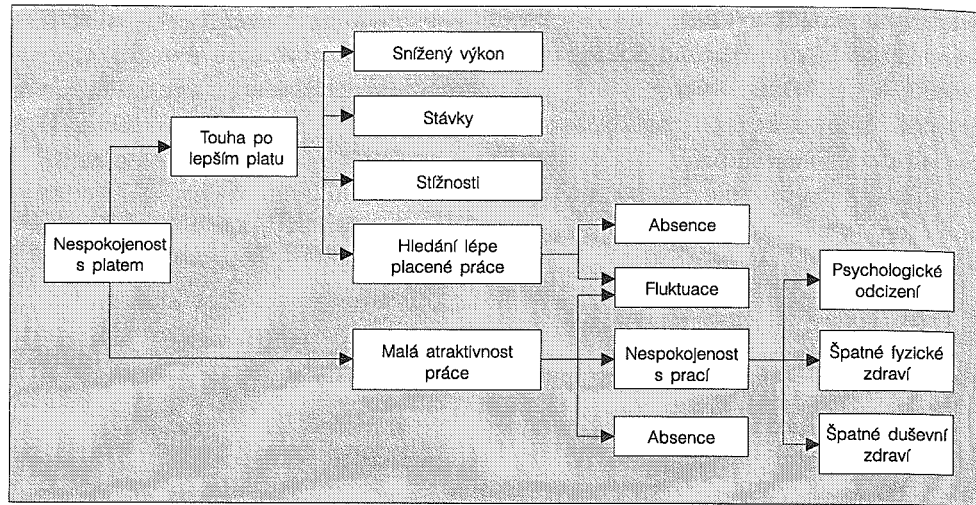 Snížený výkon
Stávky
Touha po
lepším platu
Stížnosti
Nespokojenost
s platem
Hledání lépe
placené práce
Absence
Fluktuace
Psychologické
odcizení
Malá atraktivnost
práce
Nespokojenost
s prací
Špatné fyzické
zdraví
Absence
Špatné duševní
zdraví